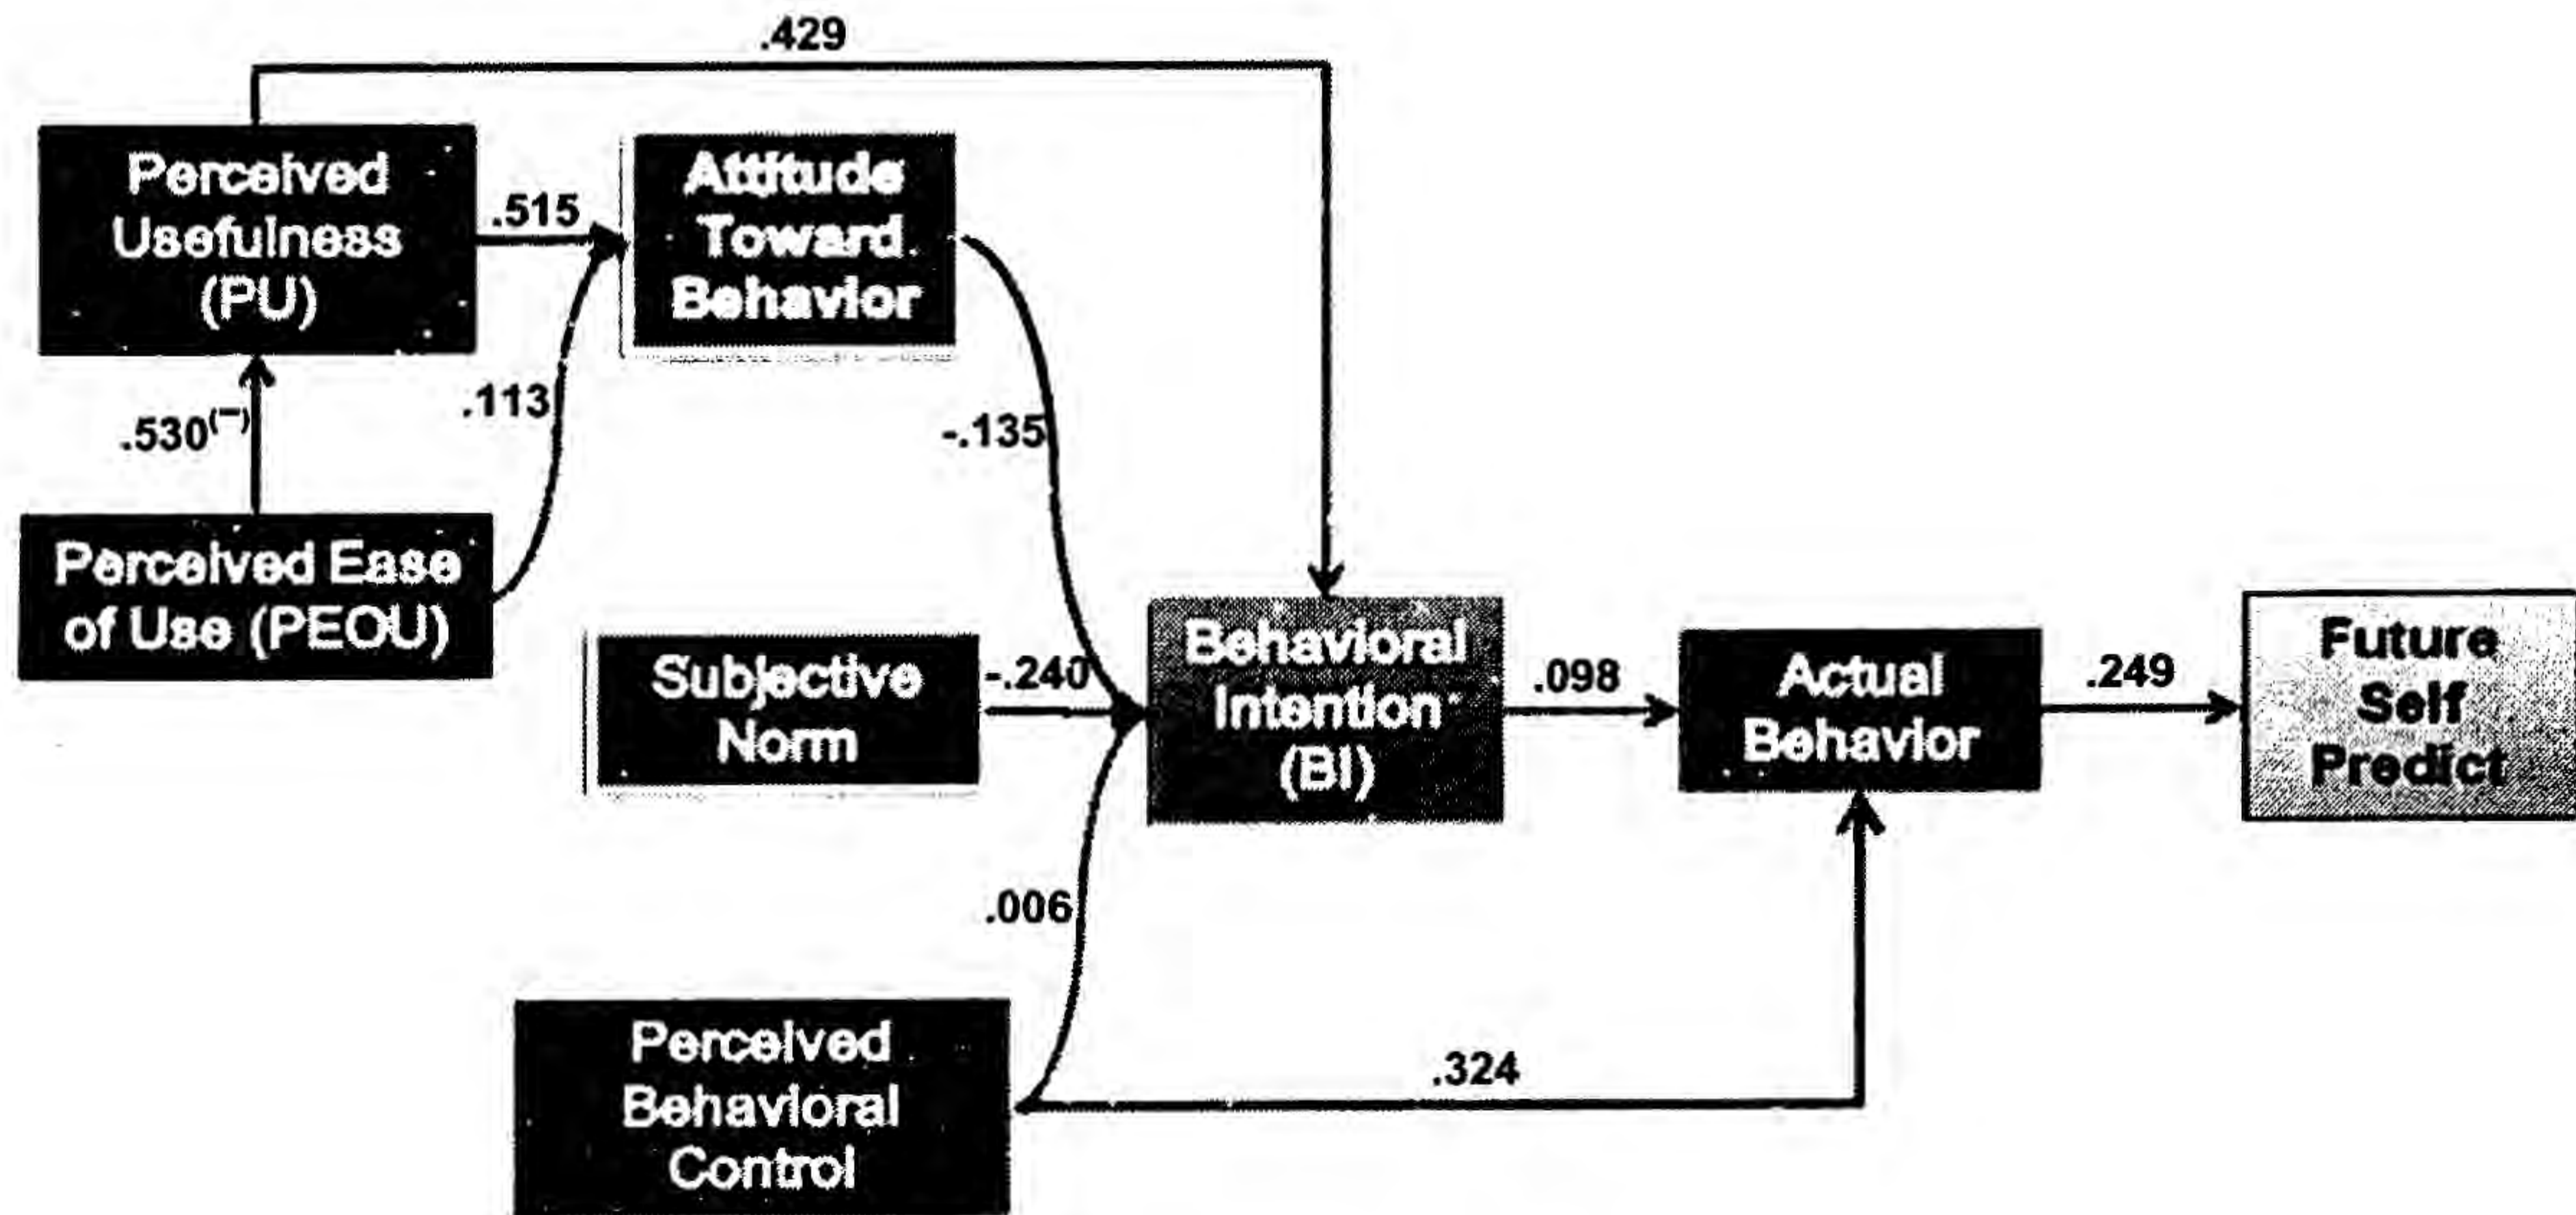 .429
Perceived
Usefulness
(PU)
.515
Attitude
Toward
Behavior
.530
.113
-.135
Perceived Ease
of Use (PEOU)
Subjective
Norm
-.240
Behavioral
Intention
(BI)
.098
Actual
Behavior
.249
Future
Self
Predict
.006
Perceived
Behavioral
Control
.324